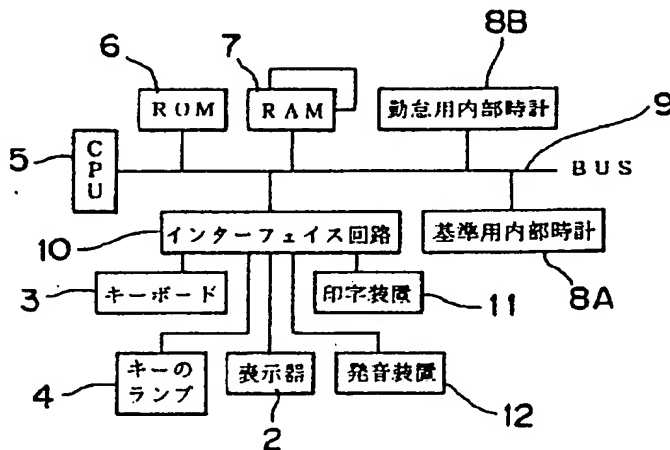 6
7
8B
ROM
RAM
勤怠用内部時計
9
5
CPU
BUS
10
インターフェイス回路
基準用内部時計
3
キーボード
印字装置
11
8A
4
キーの
ランプ
表示器
発音装置
2
12